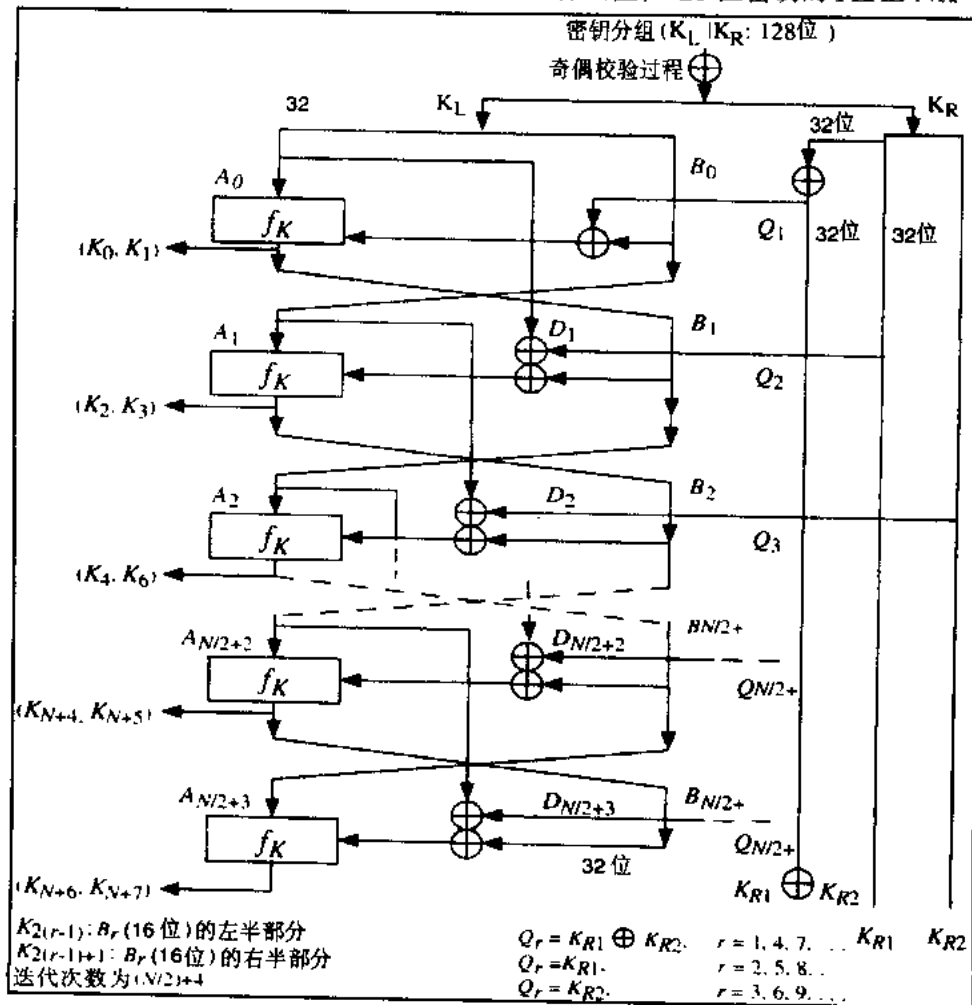 密钥分组(K_L |K_R: 128位)
奇偶校验过程
32
K_L
K_R
32位
A_0
B_0
f_K
Q_1
32位
32位
(K_0, K_1)
A_1
D_1
B_1
f_K
Q_2
(K_2, K_3)
A_2
D_2
B_2
f_K
Q_3
(K_4, K_6)
A_{N/2+2}
D_{N/2+2}
B_{N/2+}
f_K
Q_{N/2+}
(K_{N+4}, K_{N+5})
A_{N/2+3}
D_{N/2+3}
B_{N/2+}
f_K
Q_{N/2+}
32位
K_{R1}
K_{R2}
(K_{N+6}, K_{N+7})
K_{2(r-1)}: B_r (16位)的左半部分
K_{2(r-1)+1}: B_r (16位)的右半部分
迭代次数为(N/2)+4
Q_r = K_{R1} ⊕ K_{R2}. r = 1, 4, 7, ...
Q_r =K_{R1}. r = 2, 5, 8...
Q_r = K_{R2}. r = 3, 6, 9....
K_{R1}
K_{R2}